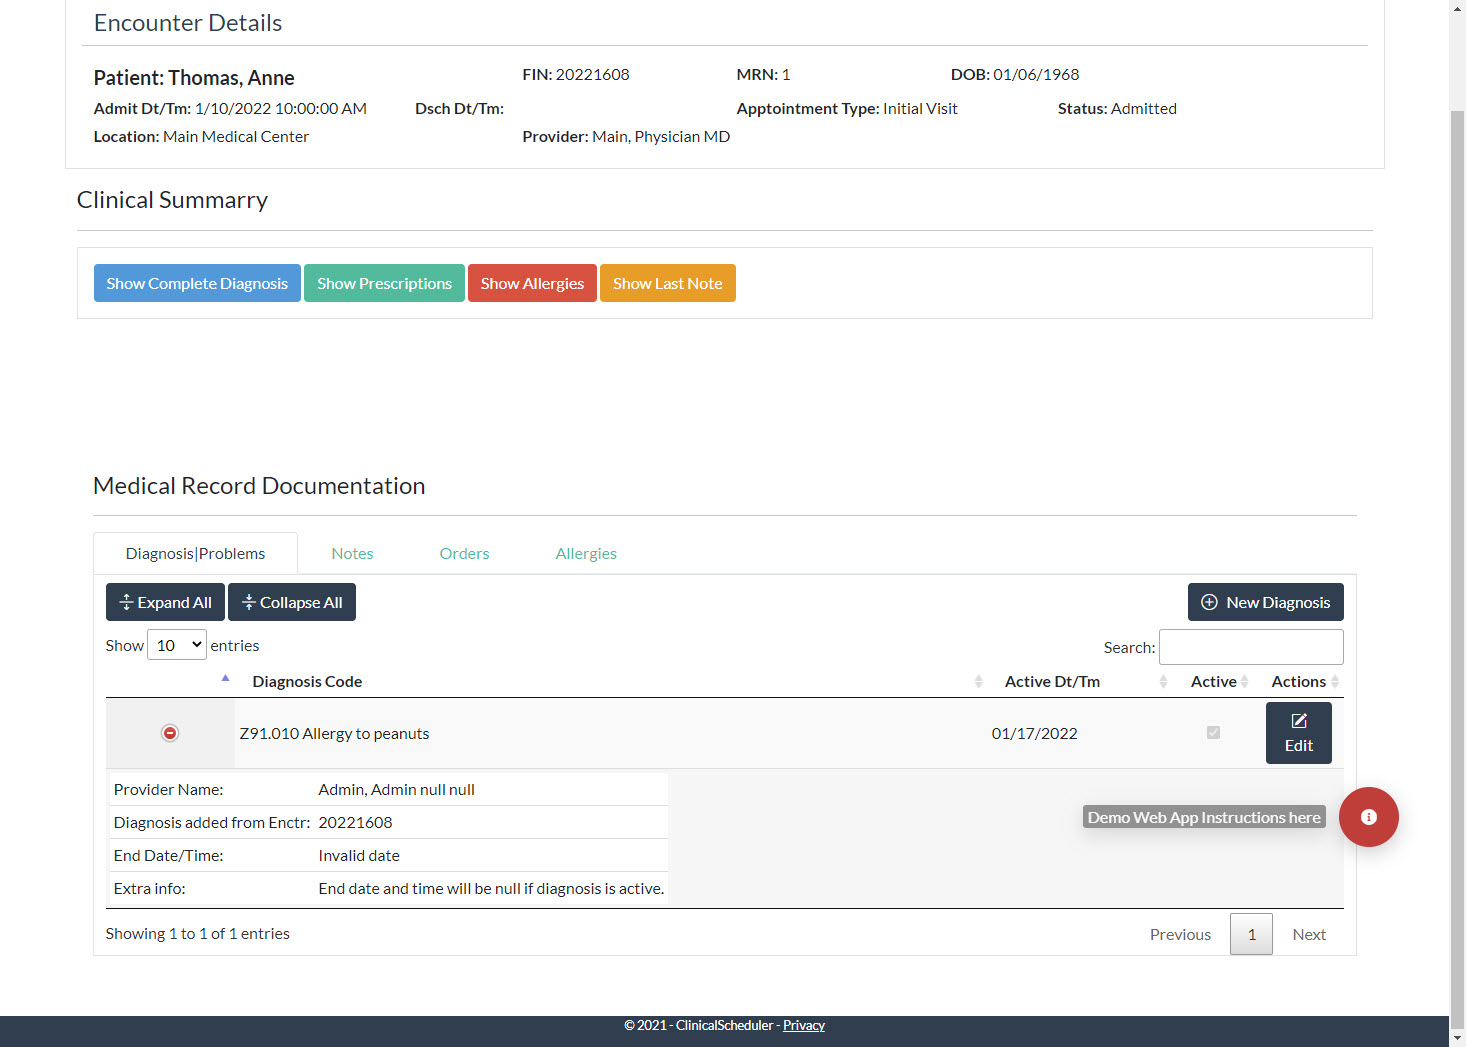 Encounter Details
Patient: Thomas, Anne FIN: 20221608 MRN: 1 DOB: 01/06/1968
Admit Dt/Tm: 1/10/2022 10:00:00 AM Dsch Dt/Tm: Apptointment Type: Initial Visit Status: Admitted
Location: Main Medical Center Provider: Main, Physician MD
Clinical Summarry
Show Complete Diagnosis Show Prescriptions Show Allergies Show Last Note
Medical Record Documentation
Diagnosis|Problems Notes Orders Allergies
Expand All Collapse All New Diagnosis
Show 10 entries Search:
Diagnosis Code Active Dt/Tm Active Actions
Z91.010 Allergy to peanuts 01/17/2022 Edit
Provider Name: Admin, Admin null null
Demo Web App Instructions here
Diagnosis added from Enctr: 20221608
End Date/Time: Invalid date
Extra info: End date and time will be null if diagnosis is active.
Showing 1 to 1 of 1 entries Previous 1 Next
© 2021 - ClinicalScheduler - Privacy